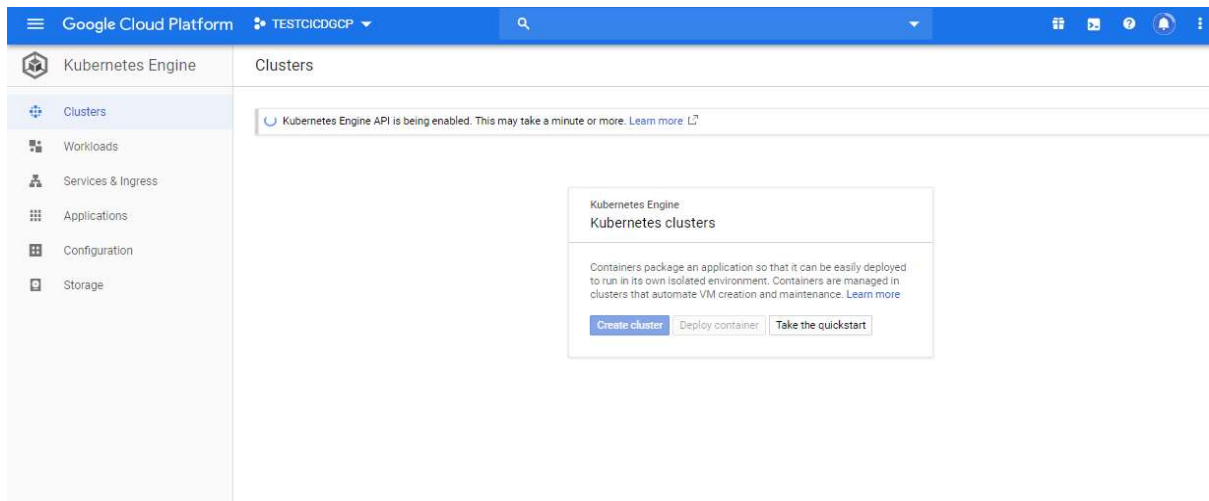 Google Cloud Platform
TESTCICDGCP
Kubernetes Engine
Clusters
Clusters
Workloads
Services & Ingress
Applications
Configuration
Storage
Kubernetes Engine API is being enabled. This may take a minute or more. Learn more
Kubernetes Engine
Kubernetes clusters
Containers package an application so that it can be easily deployed
to run in its own isolated environment. Containers are managed in
clusters that automate VM creation and maintenance. Learn more
Create cluster
Deploy container
Take the quickstart